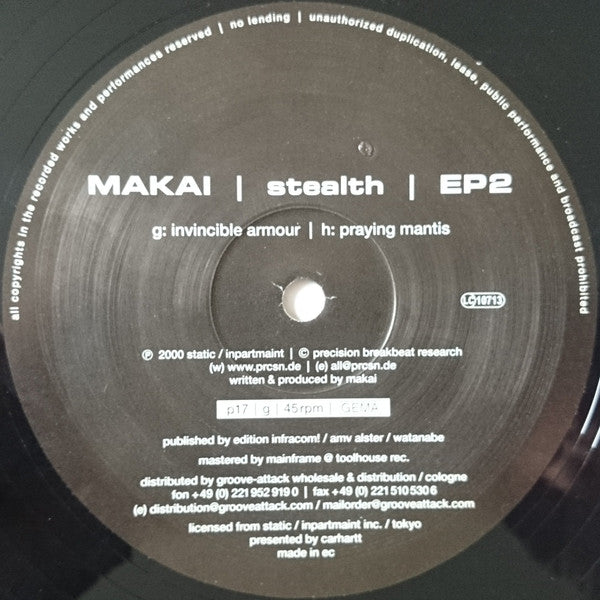 all copyrights in the recorded works and performances reserved | no lending | unauthorized duplication, lease, public performance and broadcast prohibited
MAKAI | stealth | EP2
g: invincible armour | h: praying mantis
LC 10713
℗ 2000 static / inpartmaint | © precision breakbeat research
(w) www.prcsn.de | (e) all@prcsn.de
written & produced by makai
p17 | g | 45rpm | GEMA
published by edition infracom! / amv alster / watanabe
mastered by mainframe @ toolhouse rec.
distributed by groove-attack wholesale & distribution / cologne
fon +49 (0) 221 952 919 0 | fax +49 (0) 221 510 530 6
(e) distribution@grooveattack.com / mailorder@grooveattack.com
licensed from static / inpartmaint inc. / tokyo
presented by carhartt
made in ec